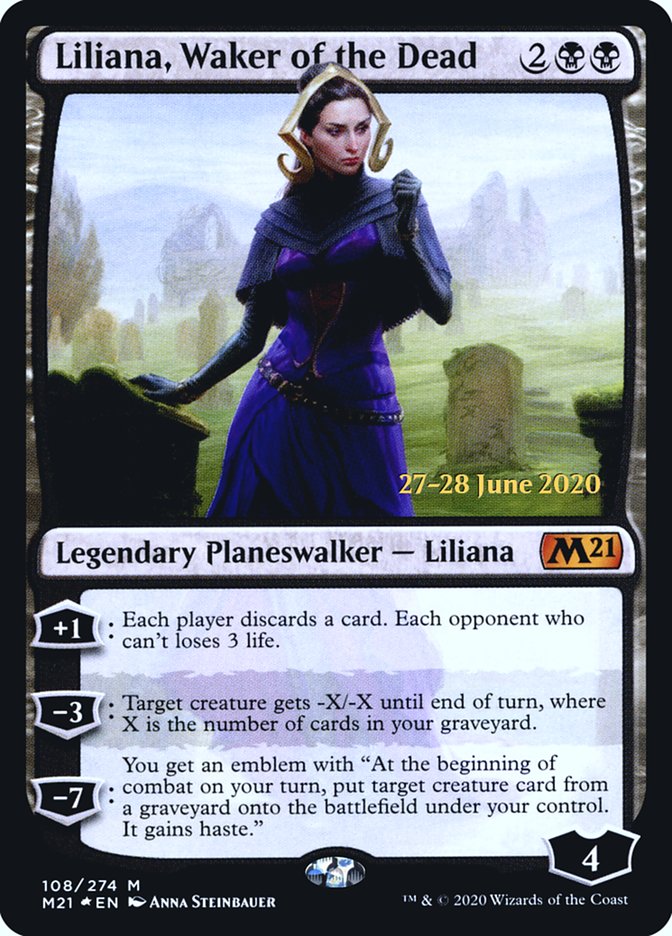 Liliana, Waker of the Dead 2
27–28 June 2020
Legendary Planeswalker — Liliana M21
+1: Each player discards a card. Each opponent who
can't loses 3 life.
−3: Target creature gets -X/-X until end of turn, where
X is the number of cards in your graveyard.
You get an emblem with “At the beginning of
−7: combat on your turn, put target creature card from
a graveyard onto the battlefield under your control.
It gains haste.”
4
108/274 M
M21 ★ EN Anna Steinbauer
™ & © 2020 Wizards of the Coast